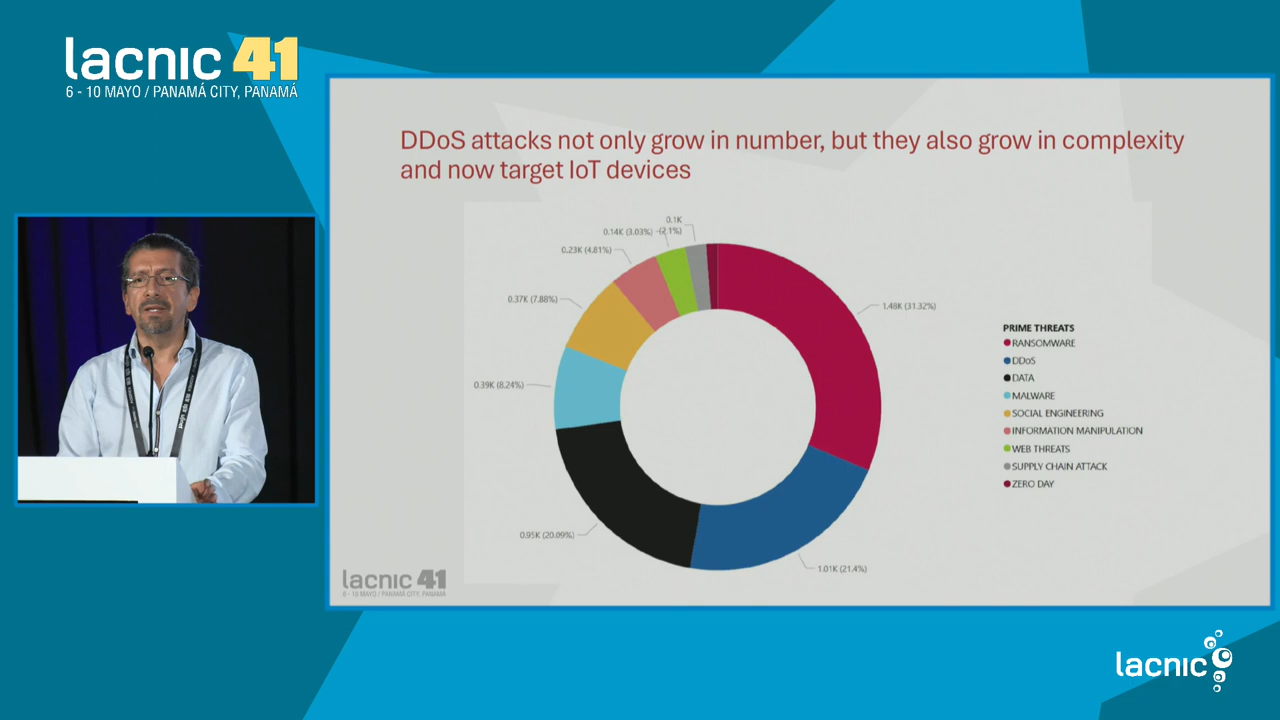 lacnic 41
6 - 10 MAYO / PANAMÁ CITY, PANAMÁ
DDoS attacks not only grow in number, but they also grow in complexity
and now target IoT devices
0.1K
(2.1%)
0.14K (3.03%)
0.23K (4.81%)
0.37K (7.88%)
1.48K (31.32%)
0.39K (8.24%)
0.95K (20.09%)
1.01K (21.4%)
PRIME THREATS
RANSOMWARE
DDoS
DATA
MALWARE
SOCIAL ENGINEERING
INFORMATION MANIPULATION
WEB THREATS
SUPPLY CHAIN ATTACK
ZERO DAY
lacnic 41
6 - 10 MAYO / PANAMÁ CITY, PANAMÁ
lacnic